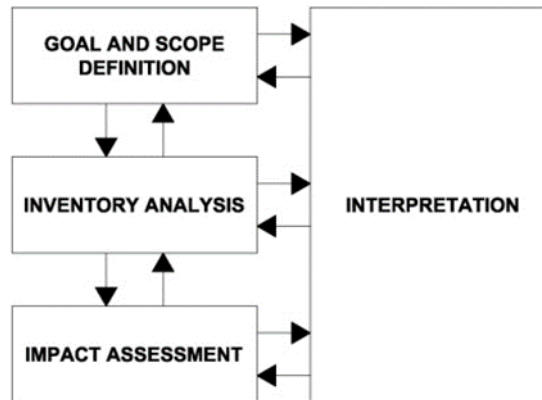 GOAL AND SCOPE
DEFINITION
INVENTORY ANALYSIS
INTERPRETATION
IMPACT ASSESSMENT